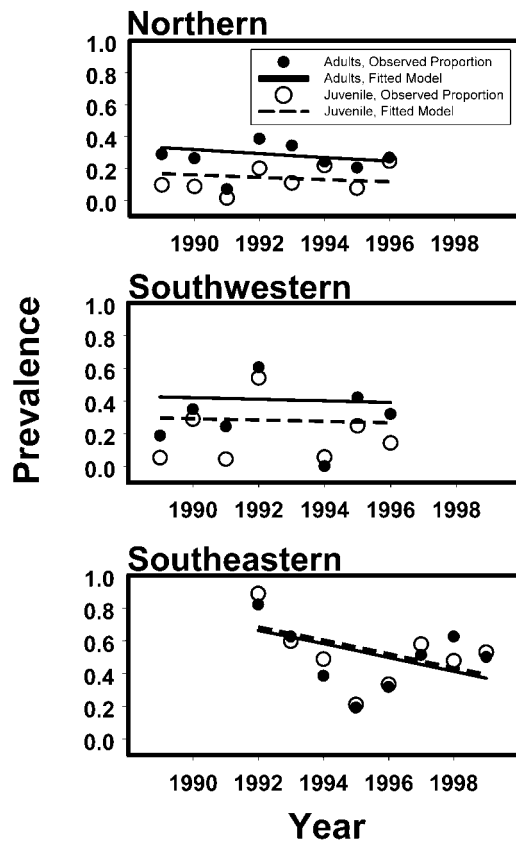 Northern
1.0
0.8
0.6
0.4
0.2
0.0
Adults, Observed Proportion
Adults, Fitted Model
Juvenile, Observed Proportion
Juvenile, Fitted Model
1990 1992 1994 1996 1998
Southwestern
1.0
0.8
0.6
0.4
0.2
0.0
1990 1992 1994 1996 1998
Prevalence
Southeastern
1.0
0.8
0.6
0.4
0.2
0.0
1990 1992 1994 1996 1998
Year